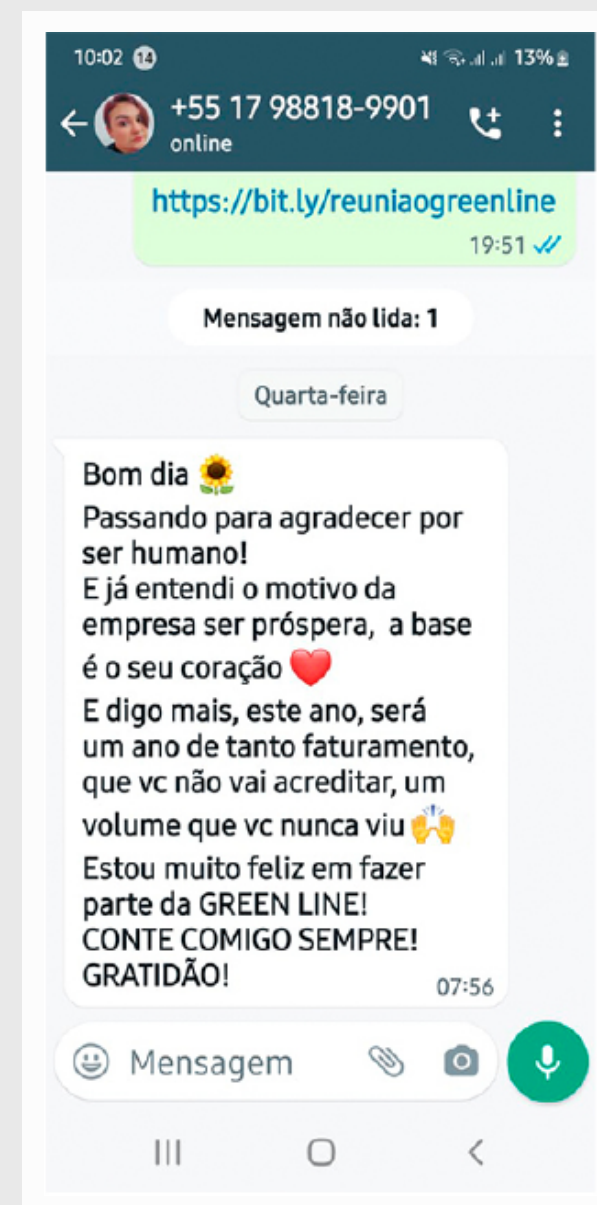 10:02 14 13%
+55 17 98818-9901
online
https://bit.ly/reuniaogreenline
19:51
Mensagem não lida: 1
Quarta-feira
Bom dia 🌻
Passando para agradecer por
ser humano!
E já entendi o motivo da
empresa ser próspera, a base
é o seu coração ❤️
E digo mais, este ano, será
um ano de tanto faturamento,
que vc não vai acreditar, um
volume que vc nunca viu 🙌
Estou muito feliz em fazer
parte da GREEN LINE!
CONTE COMIGO SEMPRE!
GRATIDÃO!
07:56
Mensagem